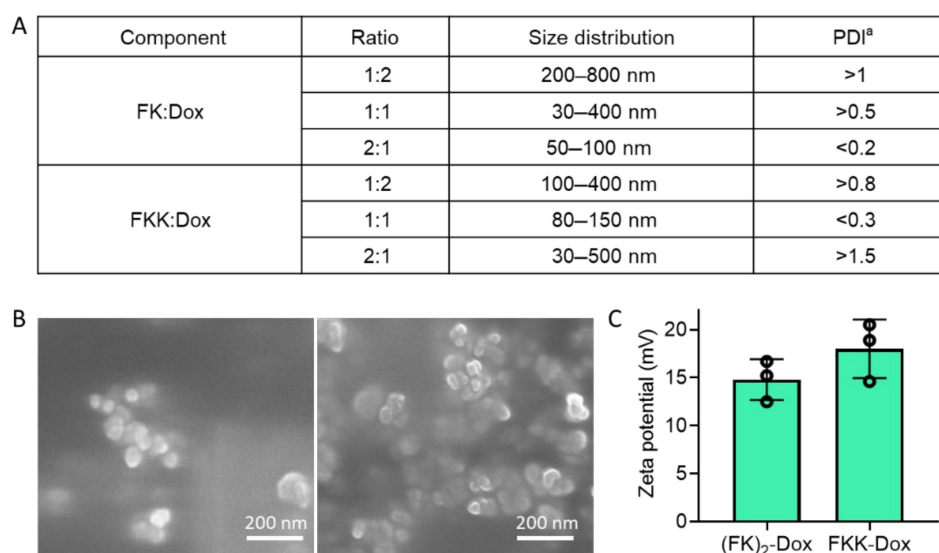 A
Component Ratio Size distribution PDIª
FK:Dox
1:2 200–800 nm >1
1:1 30–400 nm >0.5
2:1 50–100 nm <0.2
FKK:Dox
1:2 100–400 nm >0.8
1:1 80–150 nm <0.3
2:1 30–500 nm >1.5
B
200 nm
200 nm
C
Zeta potential (mV)
20
15
10
5
0
(FK)₂-Dox FKK-Dox